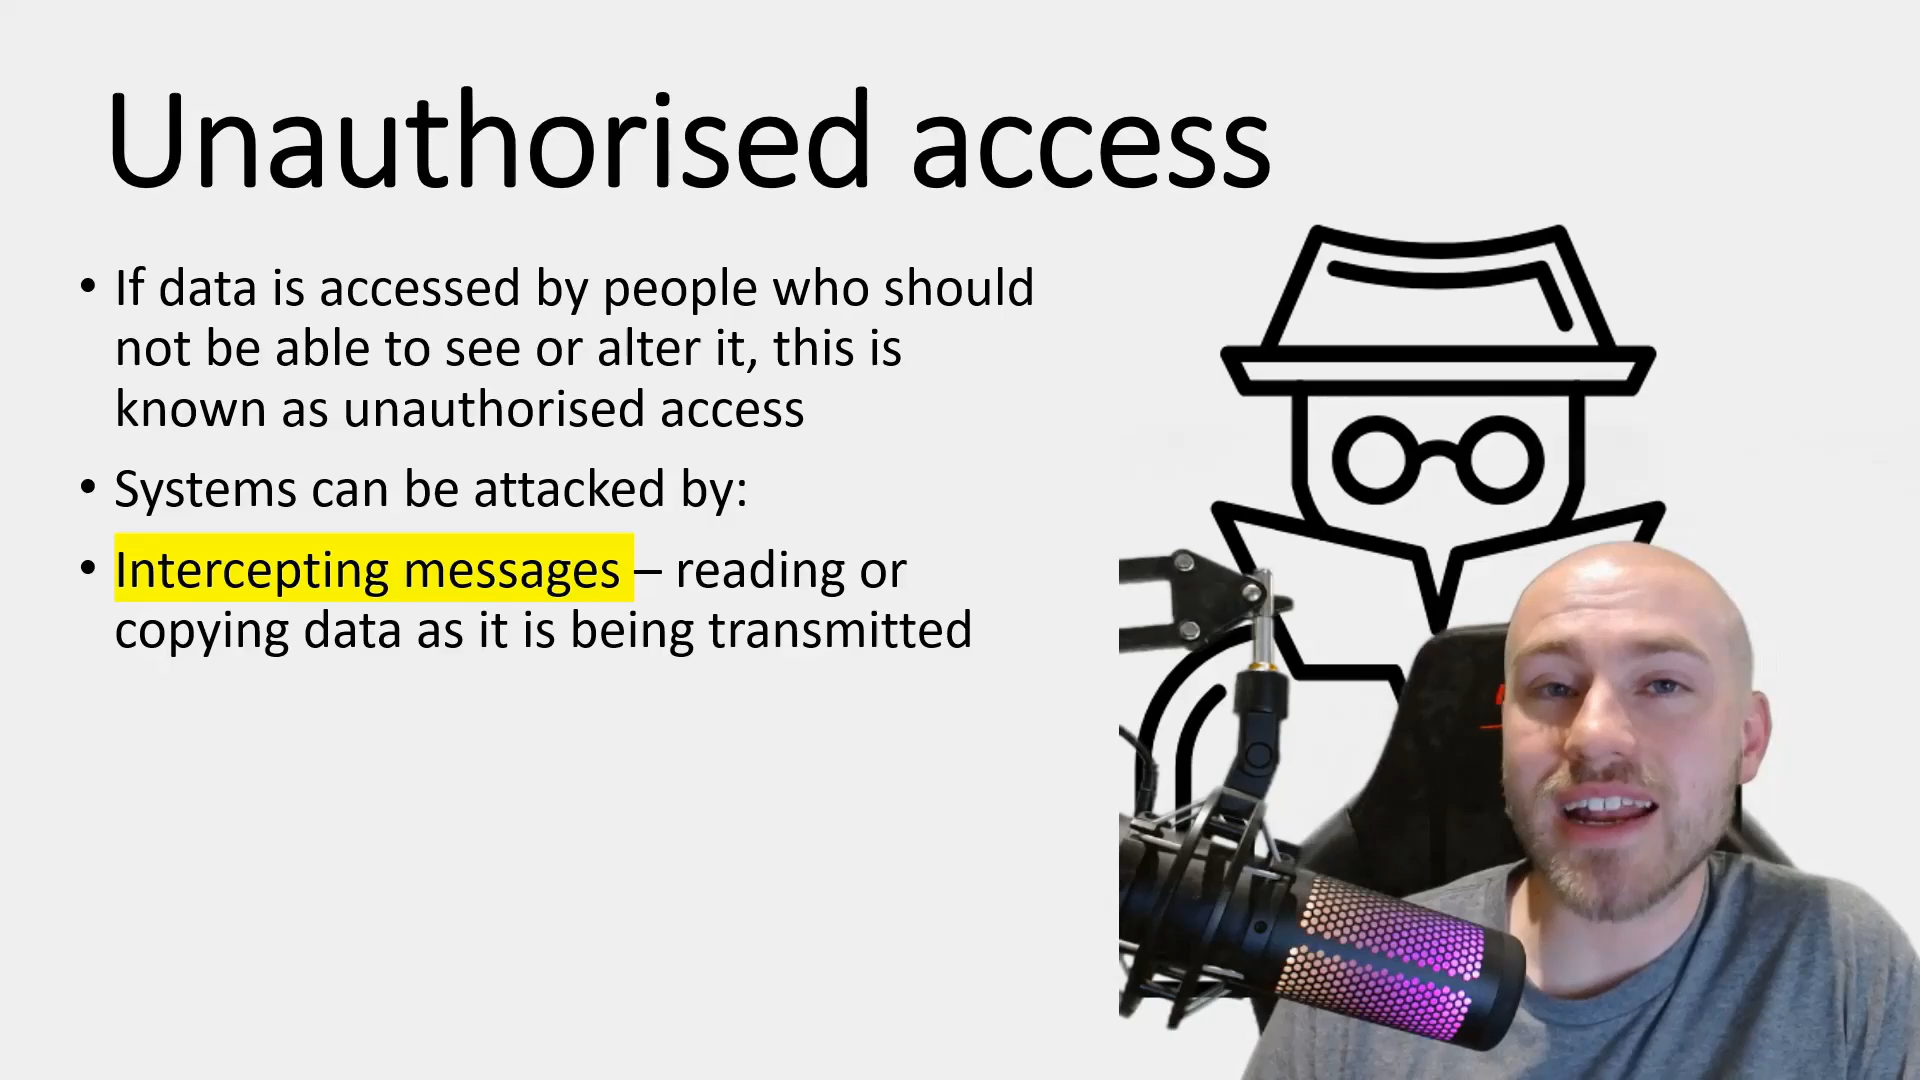 Unauthorised access
• If data is accessed by people who should
not be able to see or alter it, this is
known as unauthorised access
• Systems can be attacked by:
• Intercepting messages – reading or
copying data as it is being transmitted